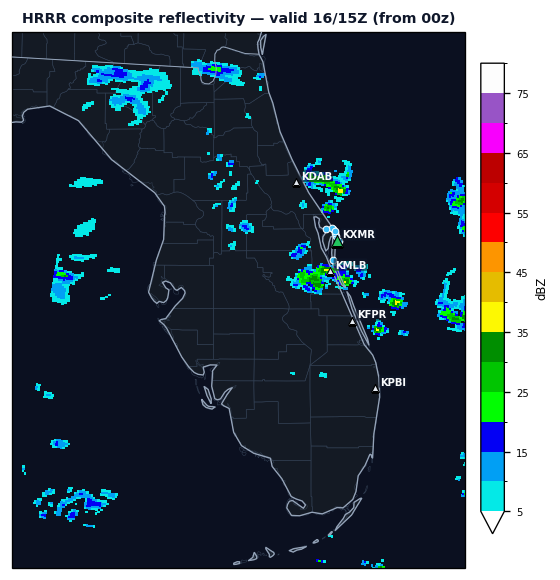 HRRR composite reflectivity — valid 16/15Z (from 00z)
KDAB
KXMR
KMLB
KFPR
KPBI
75
65
55
45
35
25
15
5
dBZ